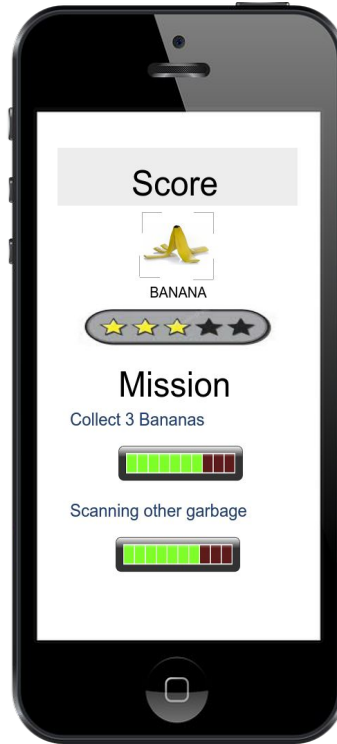 Score
BANANA
Mission
Collect 3 Bananas
Scanning other garbage